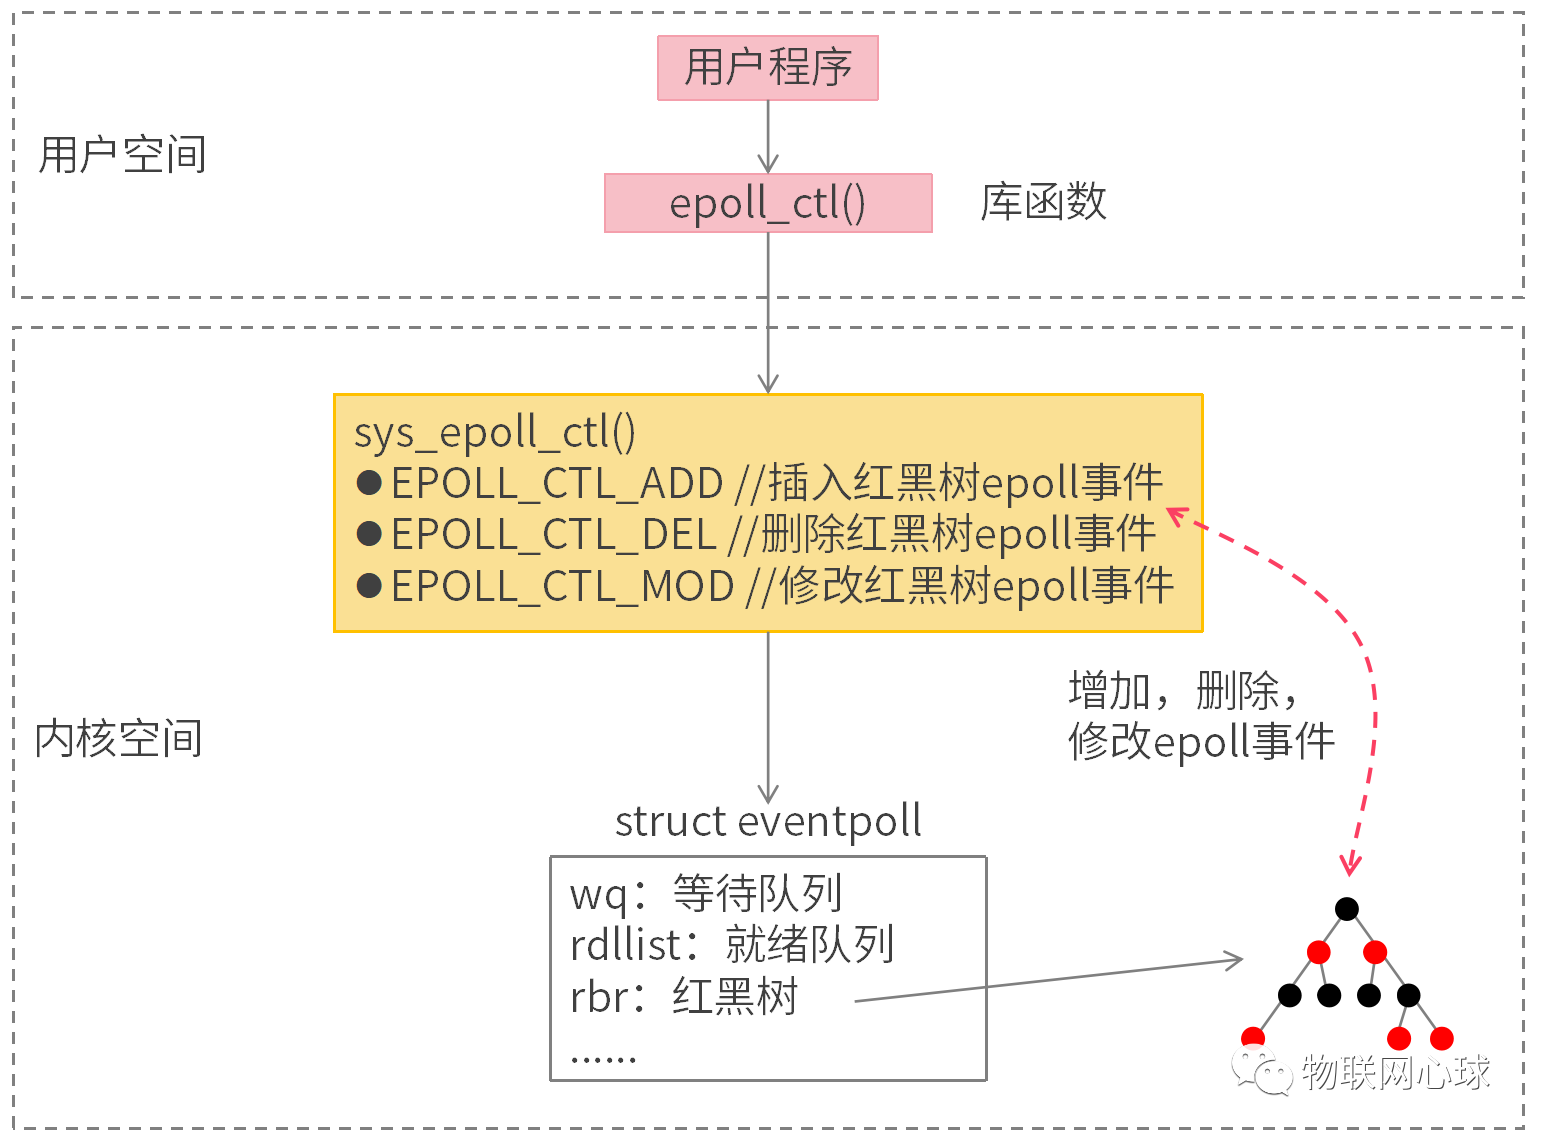 用户程序
用户空间
epoll_ctl()
库函数
sys_epoll_ctl()
●EPOLL_CTL_ADD //插入红黑树epoll事件
●EPOLL_CTL_DEL //删除红黑树epoll事件
●EPOLL_CTL_MOD //修改红黑树epoll事件
增加，删除，
修改epoll事件
内核空间
struct eventpoll
wq：等待队列
rdllist：就绪队列
rbr：红黑树
......
物联网心球